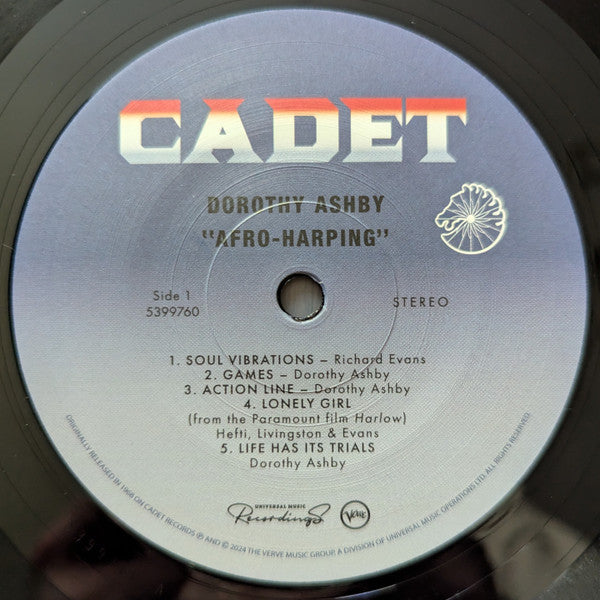 CADET
DOROTHY ASHBY
"AFRO-HARPING"
Side 1
5399760
STEREO
1. SOUL VIBRATIONS – Richard Evans
2. GAMES – Dorothy Ashby
3. ACTION LINE – Dorothy Ashby
4. LONELY GIRL
(from the Paramount film Harlow)
Hefti, Livingston & Evans
5. LIFE HAS ITS TRIALS
Dorothy Ashby
UNIVERSAL MUSIC
Recordings
Verve
ORIGINALLY RELEASED IN 1968 ON CADET RECORDS ℗ AND © 2024 THE VERVE MUSIC GROUP, A DIVISION OF UNIVERSAL MUSIC OPERATIONS LTD. ALL RIGHTS RESERVED.